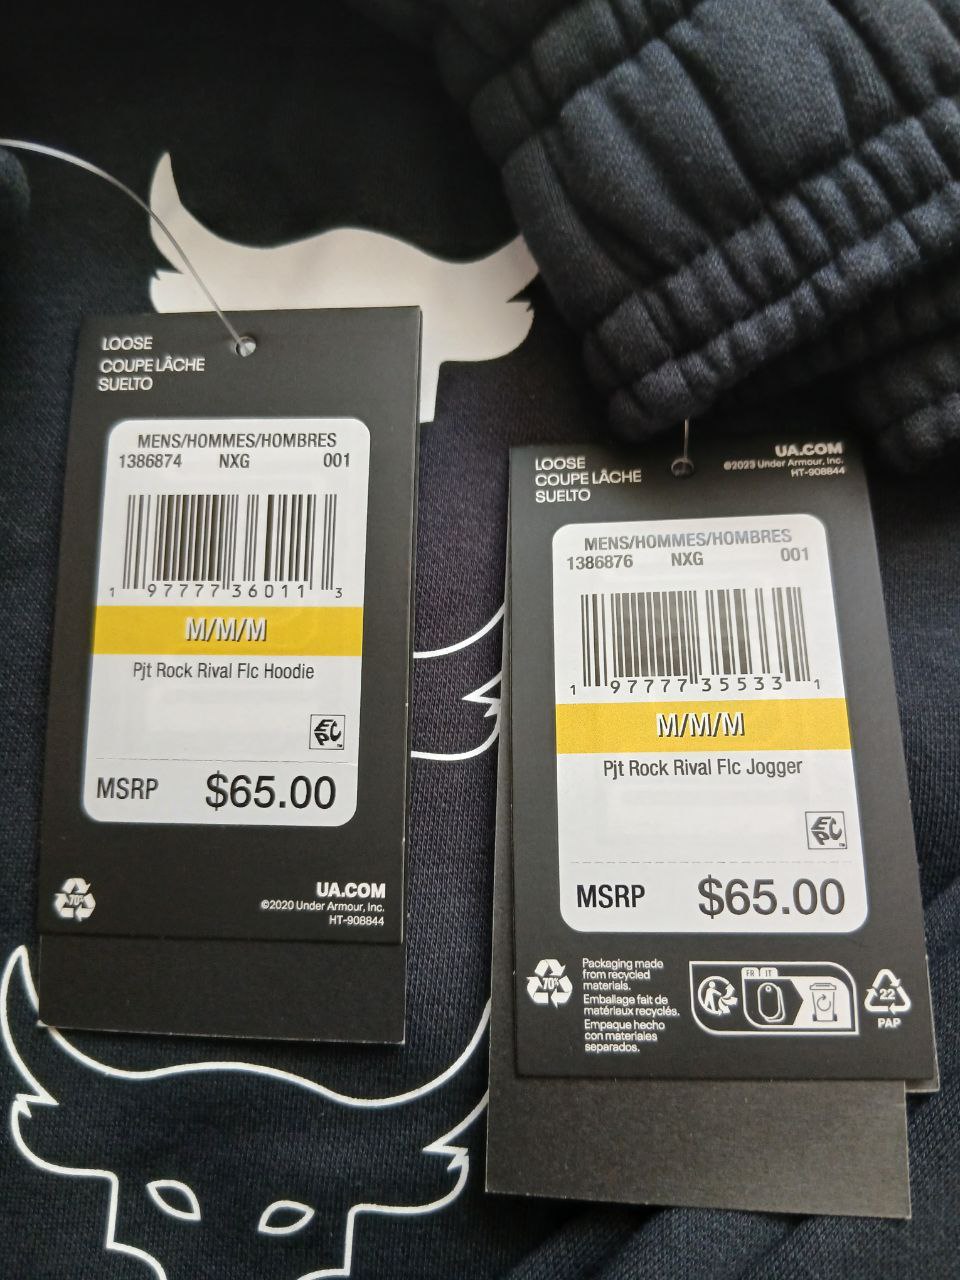 LOOSE
COUPE LÂCHE
SUELTO
MENS/HOMMES/HOMBRES
1386874 NXG 001
1 97777 36011 3
M/M/M
Pjt Rock Rival Flc Hoodie
EPC
MSRP $65.00
70%
UA.COM
©2020 Under Armour, Inc.
HT-908844
LOOSE
COUPE LÂCHE
SUELTO
UA.COM
©2023 Under Armour, Inc.
HT-908844
MENS/HOMMES/HOMBRES
1386876 NXG 001
1 97777 35533 1
M/M/M
Pjt Rock Rival Flc Jogger
EPC
MSRP $65.00
70%
Packaging made
from recycled
materials.
Emballage fait de
matériaux recyclés.
Empaque hecho
con materiales
separados.
FR IT
22
PAP